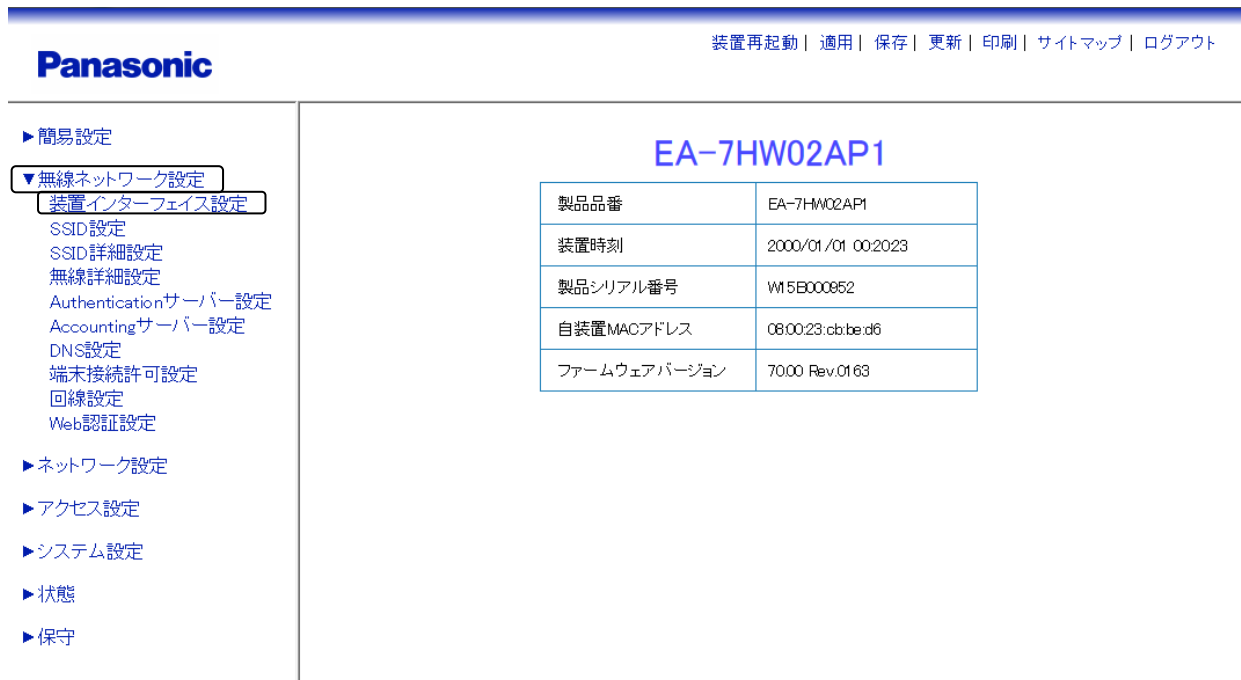 Panasonic
装置再起動| 適用| 保存| 更新| 印刷| サイトマップ| ログアウト
►簡易設定
▼無線ネットワーク設定
装置インターフェイス設定
SSID設定
SSID詳細設定
無線詳細設定
Authenticationサーバー設定
Accountingサーバー設定
DNS設定
端末接続許可設定
回線設定
Web認証設定
►ネットワーク設定
►アクセス設定
►システム設定
►状態
►保守
EA-7HW02AP1
製品品番 EA-7HW02AP1
装置時刻 2000/01/01 00:20:23
製品シリアル番号 W15B000952
自装置MACアドレス 08:00:23:cb:be:d6
ファームウェアバージョン 70.00 Rev.0163